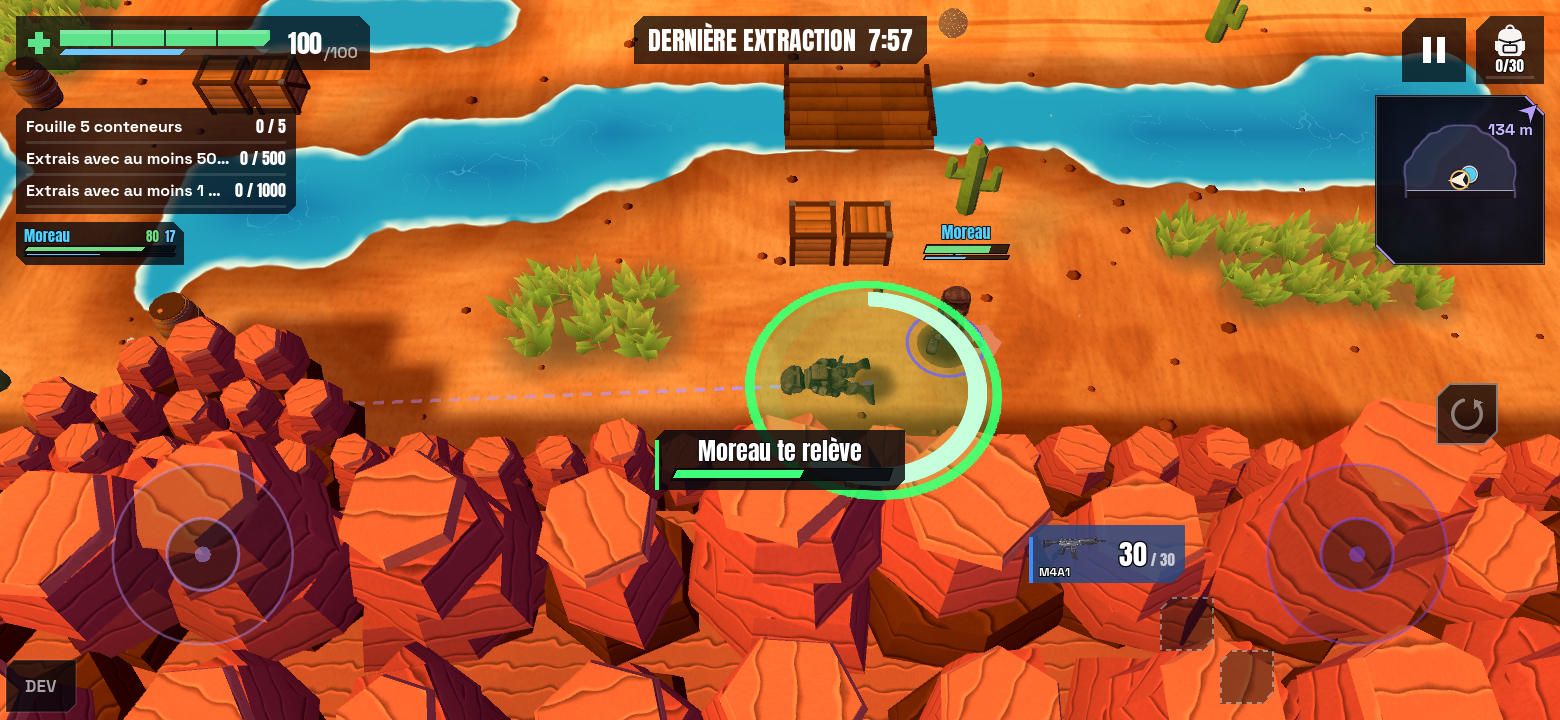 100/100
DERNIÈRE EXTRACTION 7:57
0/30
134 m
Fouille 5 conteneurs 0 / 5
Extrais avec au moins 50... 0 / 500
Extrais avec au moins 1 ... 0 / 1000
Moreau 80 17
Moreau
Moreau te relève
30 / 30
M4A1
DEV